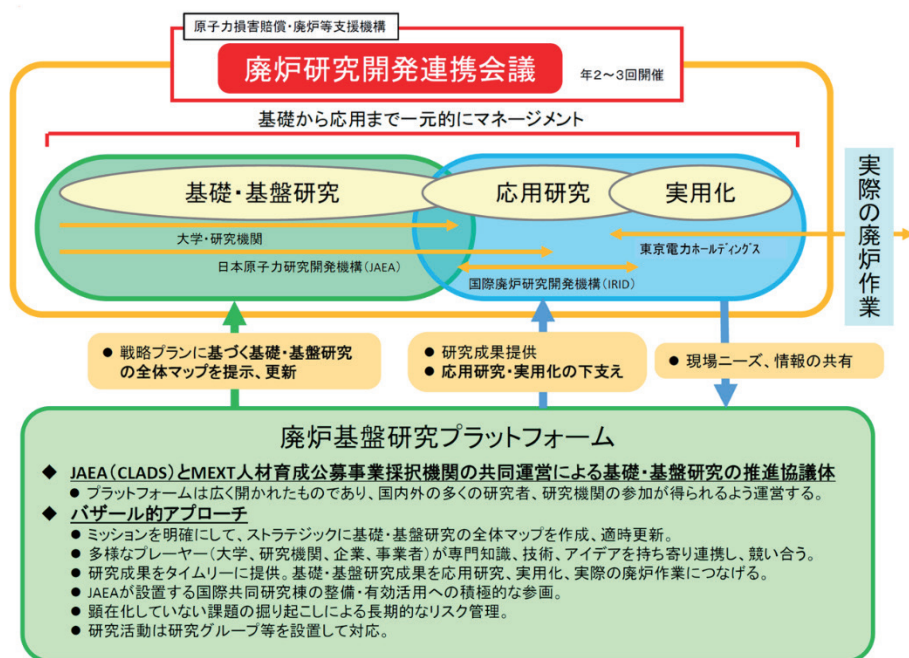 原子力損害賠償・廃炉等支援機構
廃炉研究開発連携会議
年2～3回開催
基礎から応用まで一元的にマネージメント
基礎・基盤研究
応用研究
実用化
大学・研究機関
日本原子力研究開発機構(JAEA)
国際廃炉研究開発機構(IRID)
東京電力ホールディングス
実際の廃炉作業
● 戦略プランに基づく基礎・基盤研究
の全体マップを提示、更新
● 研究成果提供
● 応用研究・実用化の下支え
● 現場ニーズ、情報の共有
廃炉基盤研究プラットフォーム
◆ JAEA(CLADS)とMEXT人材育成公募事業採択機関の共同運営による基礎・基盤研究の推進協議体
● プラットフォームは広く開かれたものであり、国内外の多くの研究者、研究機関の参加が得られるよう運営する。
◆ バザール的アプローチ
● ミッションを明確にして、ストラテジックに基礎・基盤研究の全体マップを作成、適時更新。
● 多様なプレーヤー(大学、研究機関、企業、事業者)が専門知識、技術、アイデアを持ち寄り連携し、競い合う。
● 研究成果をタイムリーに提供。基礎・基盤研究成果を応用研究、実用化、実際の廃炉作業につなげる。
● JAEAが設置する国際共同研究棟の整備・有効活用への積極的な参画。
● 顕在化していない課題の掘り起こしによる長期的なリスク管理。
● 研究活動は研究グループ等を設置して対応。